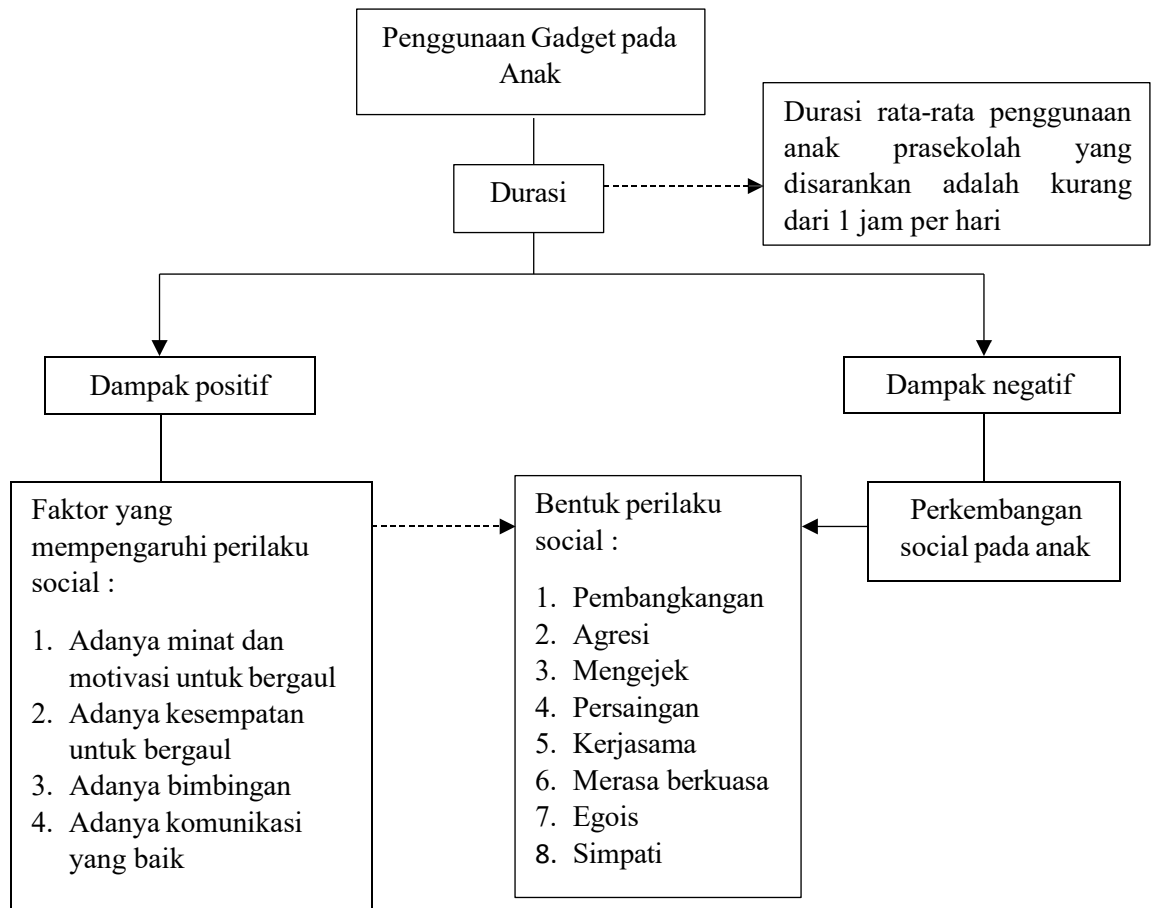 Penggunaan Gadget pada
Anak
Durasi rata-rata penggunaan
anak prasekolah yang
disarankan adalah kurang
dari 1 jam per hari
Durasi
Dampak positif
Dampak negatif
Faktor yang
mempengaruhi perilaku
social :
1. Adanya minat dan
motivasi untuk bergaul
2. Adanya kesempatan
untuk bergaul
3. Adanya bimbingan
4. Adanya komunikasi
yang baik
Bentuk perilaku
social :
1. Pembangkangan
2. Agresi
3. Mengejek
4. Persaingan
5. Kerjasama
6. Merasa berkuasa
7. Egois
8. Simpati
Perkembangan
social pada anak